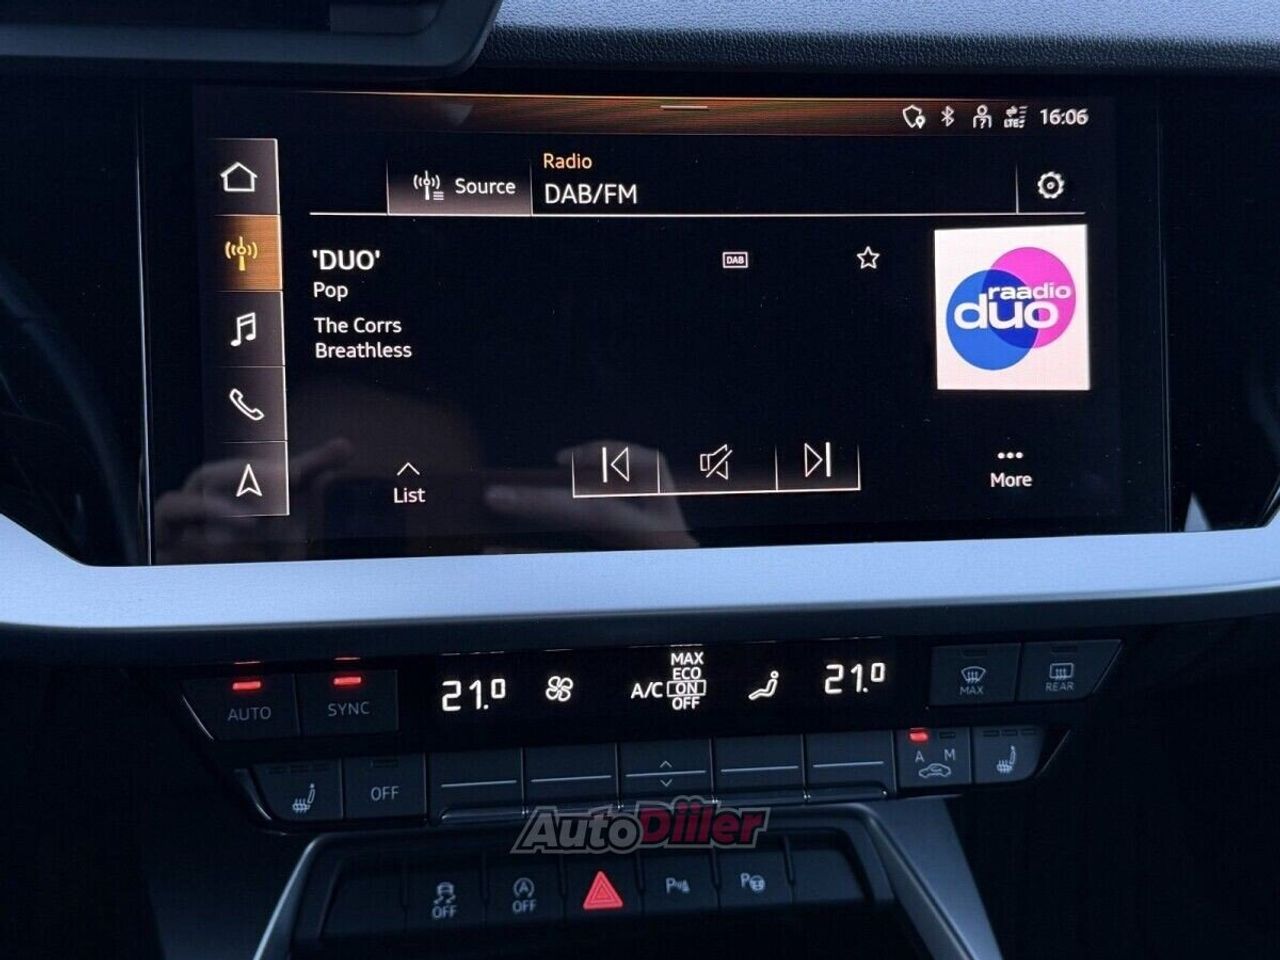 LTE
16:06
Source
Radio
DAB/FM
'DUO'
DAB
Pop
The Corrs
Breathless
raadio
duo
List
More
AUTO
SYNC
21.0
A/C
MAX
ECO
ON
OFF
21.0
MAX
REAR
OFF
A M
AutoDiller
OFF
A
OFF
P
P